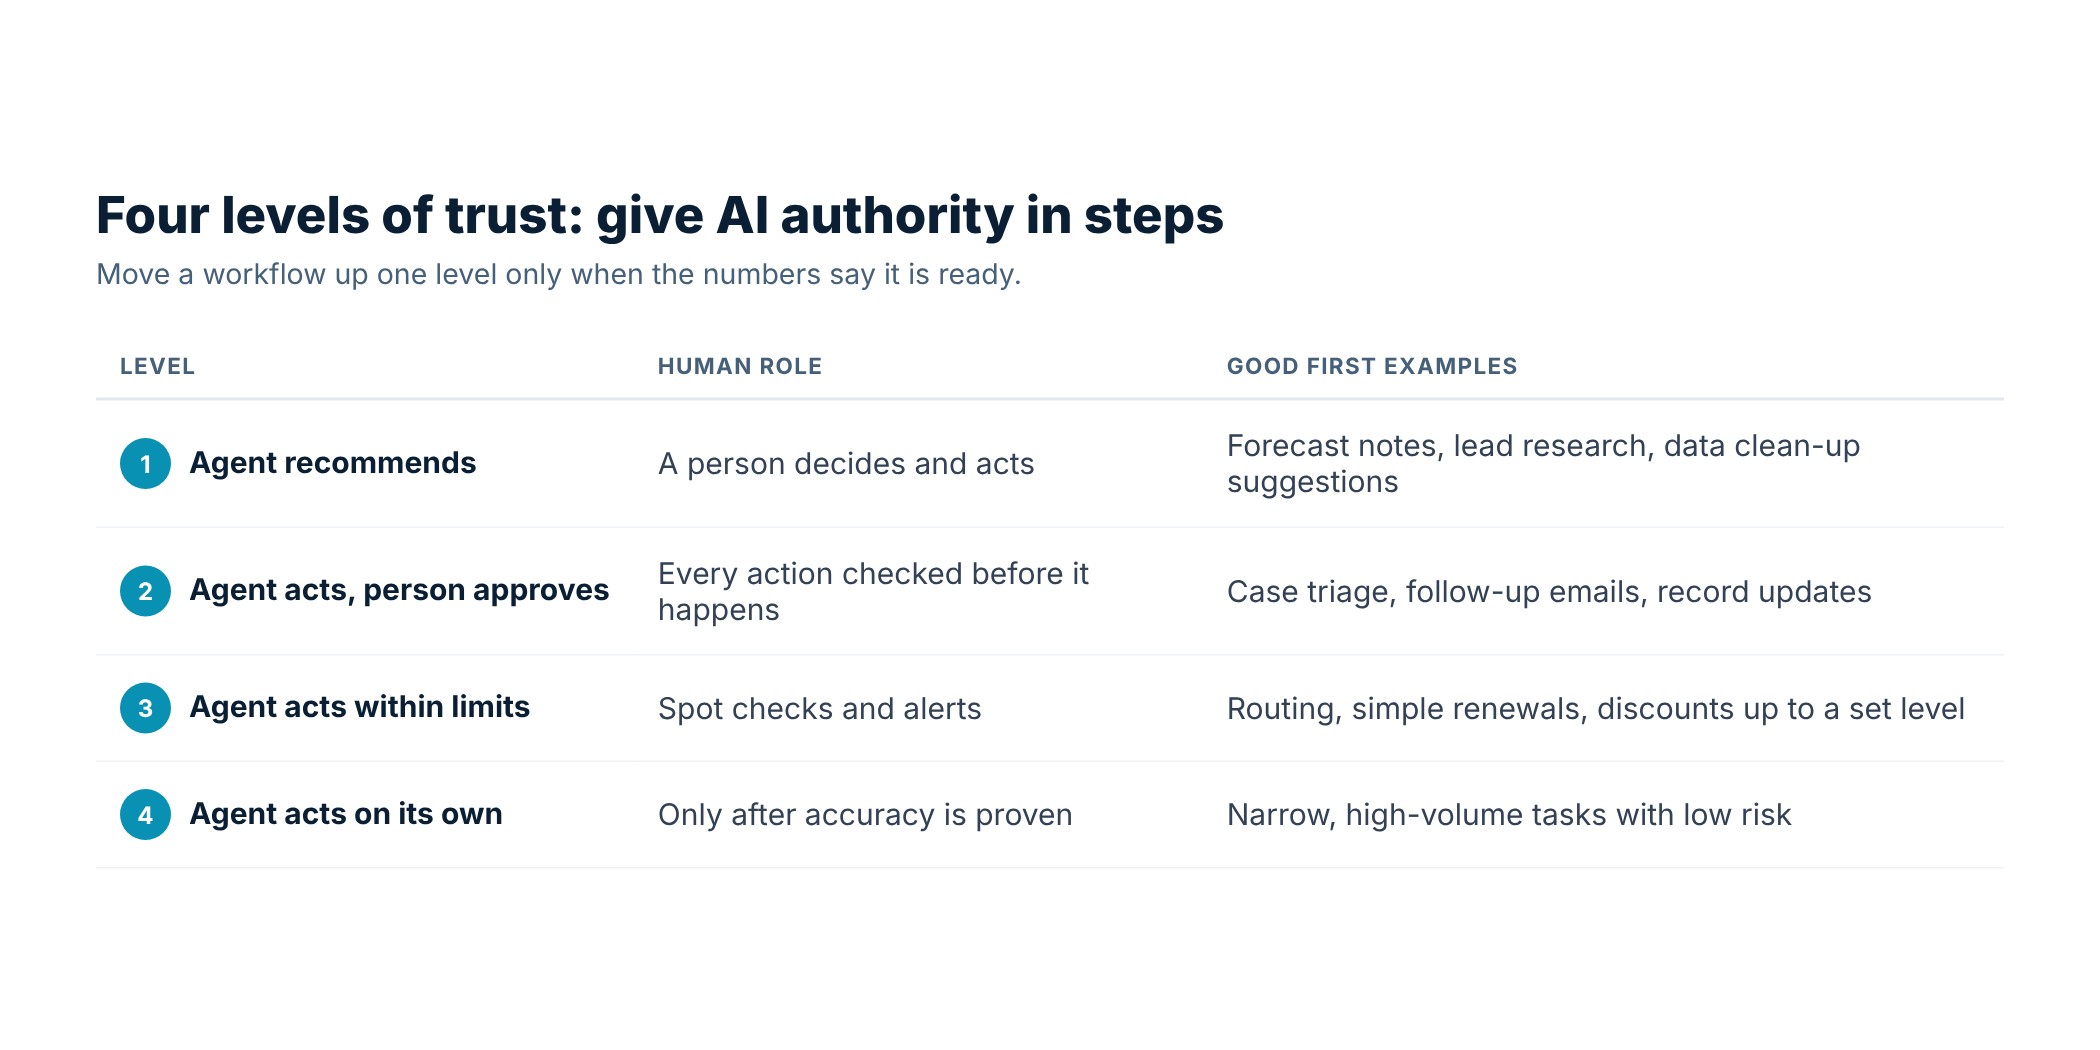 Four levels of trust: give AI authority in steps
Move a workflow up one level only when the numbers say it is ready.
LEVEL
HUMAN ROLE
GOOD FIRST EXAMPLES
1
Agent recommends
A person decides and acts
Forecast notes, lead research, data clean-up
suggestions
2
Agent acts, person approves
Every action checked before it
happens
Case triage, follow-up emails, record updates
3
Agent acts within limits
Spot checks and alerts
Routing, simple renewals, discounts up to a set level
4
Agent acts on its own
Only after accuracy is proven
Narrow, high-volume tasks with low risk